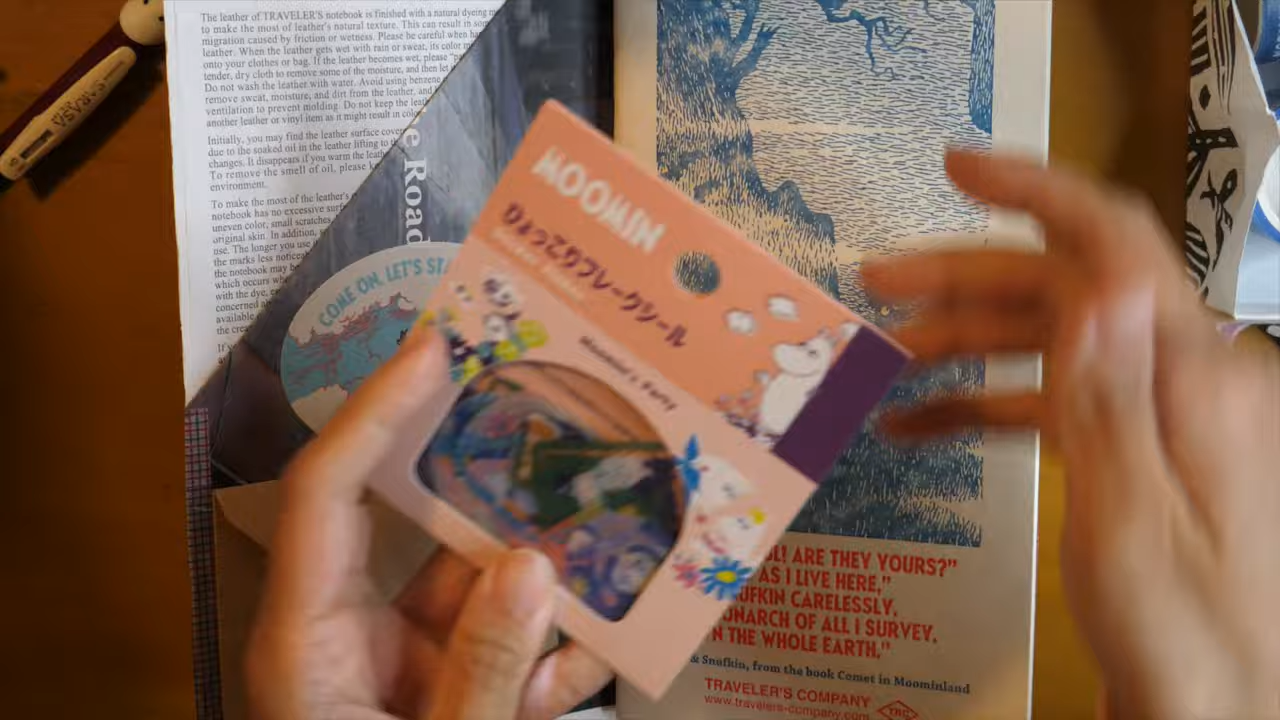 The leather of TRAVELER'S notebook is finished with a natural dyeing
to make the most of leather's natural texture. This can result in
migration caused by friction or wetness. Please be careful when
leather. When the leather gets wet with rain or sweat, its color
onto your clothes or bag. If the leather becomes wet, please
tender, dry cloth to remove some of the moisture, and then let
Do not wash the leather with water. Avoid using benzene
remove sweat, moisture, and dirt from the leather, and
ventilation to prevent molding. Do not keep the
another leather or vinyl item as it might result in
Initially, you may find the leather surface
due to the soaked oil in the leather lifting to
changes. It disappears if you warm the
To remove the smell of oil, please
environment.
To make the most of the leather's
notebook has no excessive
uneven color, small scratches,
original skin. In addition,
use. The longer you use
the marks less
the notebook may
which occurs
with the dye,
concerned
available
the
Road
COME ON, LET'S
MOOMIN
ひょっこりフレークシール
Moomin's Party
ARE THEY YOURS?"
AS I LIVE HERE,"
CARELESSLY.
OF ALL I SURVEY.
THE WHOLE EARTH."
& Snufkin, from the book Comet in Moominland
TRAVELER'S COMPANY
www.travelers-company.com
TRC
SARASA